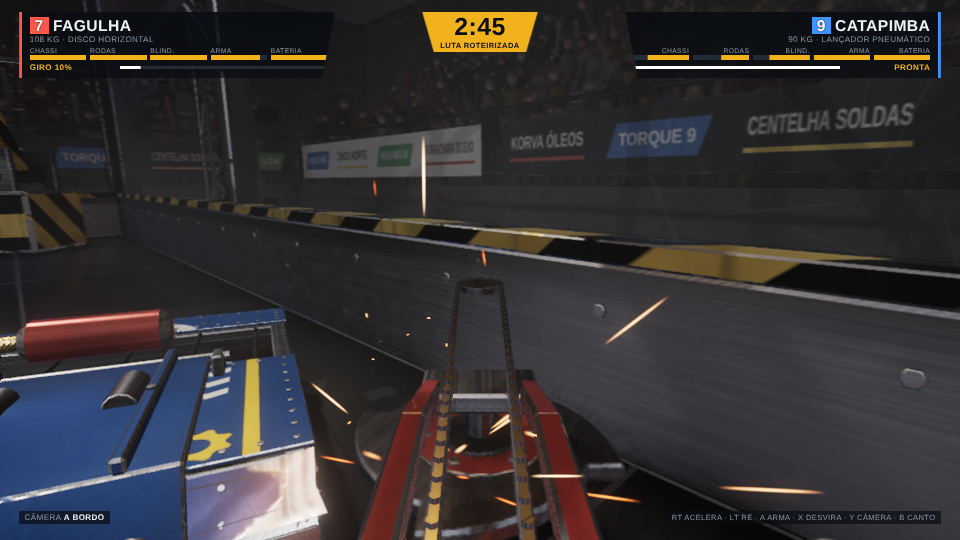 7 FAGULHA
108 KG · DISCO HORIZONTAL
CHASSI RODAS BLIND. ARMA BATERIA
GIRO 10%
2:45
LUTA ROTEIRIZADA
9 CATAPIMBA
90 KG · LANÇADOR PNEUMÁTICO
CHASSI RODAS BLIND. ARMA BATERIA
PRONTA
KORVA ÓLEOS
TORQUE 9
CENTELHA SOLDAS
CENTELHA SOLDAS
CÂMERA A BORDO
RT ACELERA · LT RÉ · A ARMA · X DESVIRA · Y CÂMERA · B CANTO